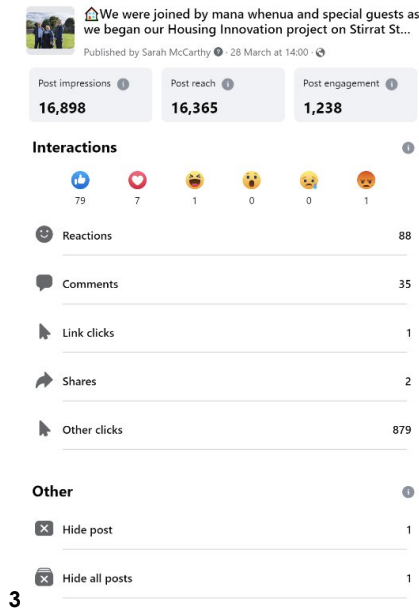 🏠We were joined by mana whenua and special guests as
we began our Housing Innovation project on Stirrat St...
Published by Sarah McCarthy · 28 March at 14:00 ·
Post impressions
Post reach
Post engagement
16,898
16,365
1,238
Interactions
79
7
1
0
0
1
Reactions 88
Comments 35
Link clicks 1
Shares 2
Other clicks 879
Other
Hide post 1
Hide all posts 1
3